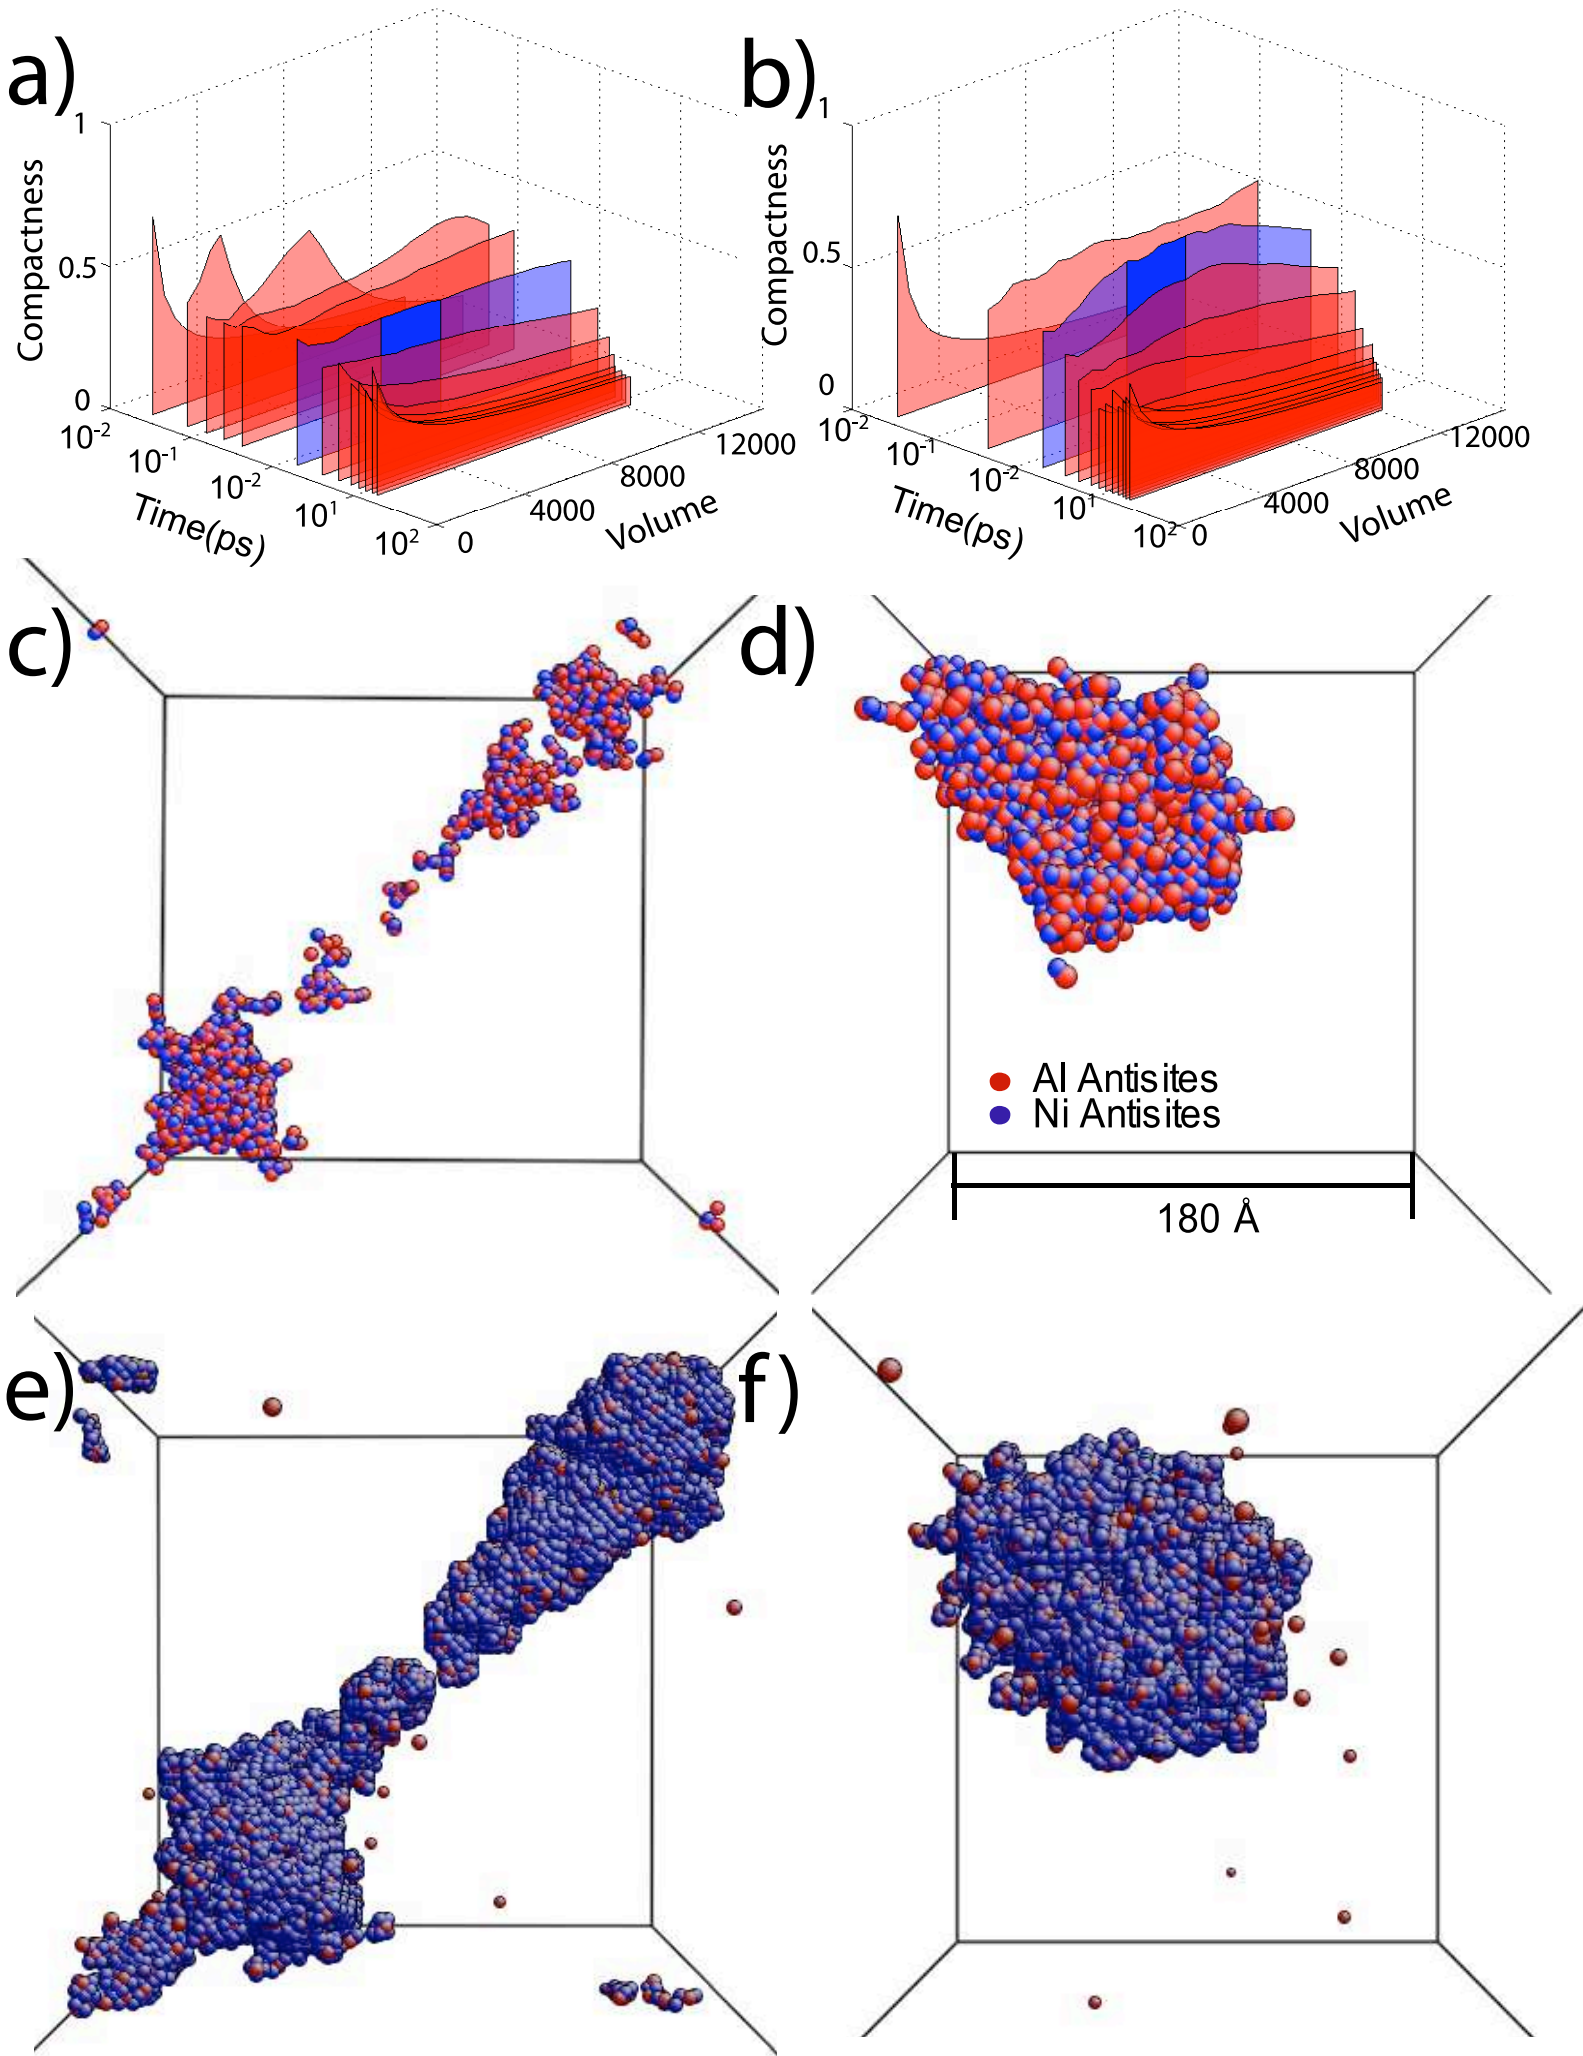 a)
Compactness
1
0.5
0
10-2
10-1
10-2
101
102
Time(ps)
0
4000
8000
12000
Volume
b)
Compactness
1
0.5
0
10-2
10-1
10-2
101
102
Time(ps)
0
4000
8000
12000
Volume
c)
d)
Al Antisites
Ni Antisites
180 Å
e)
f)